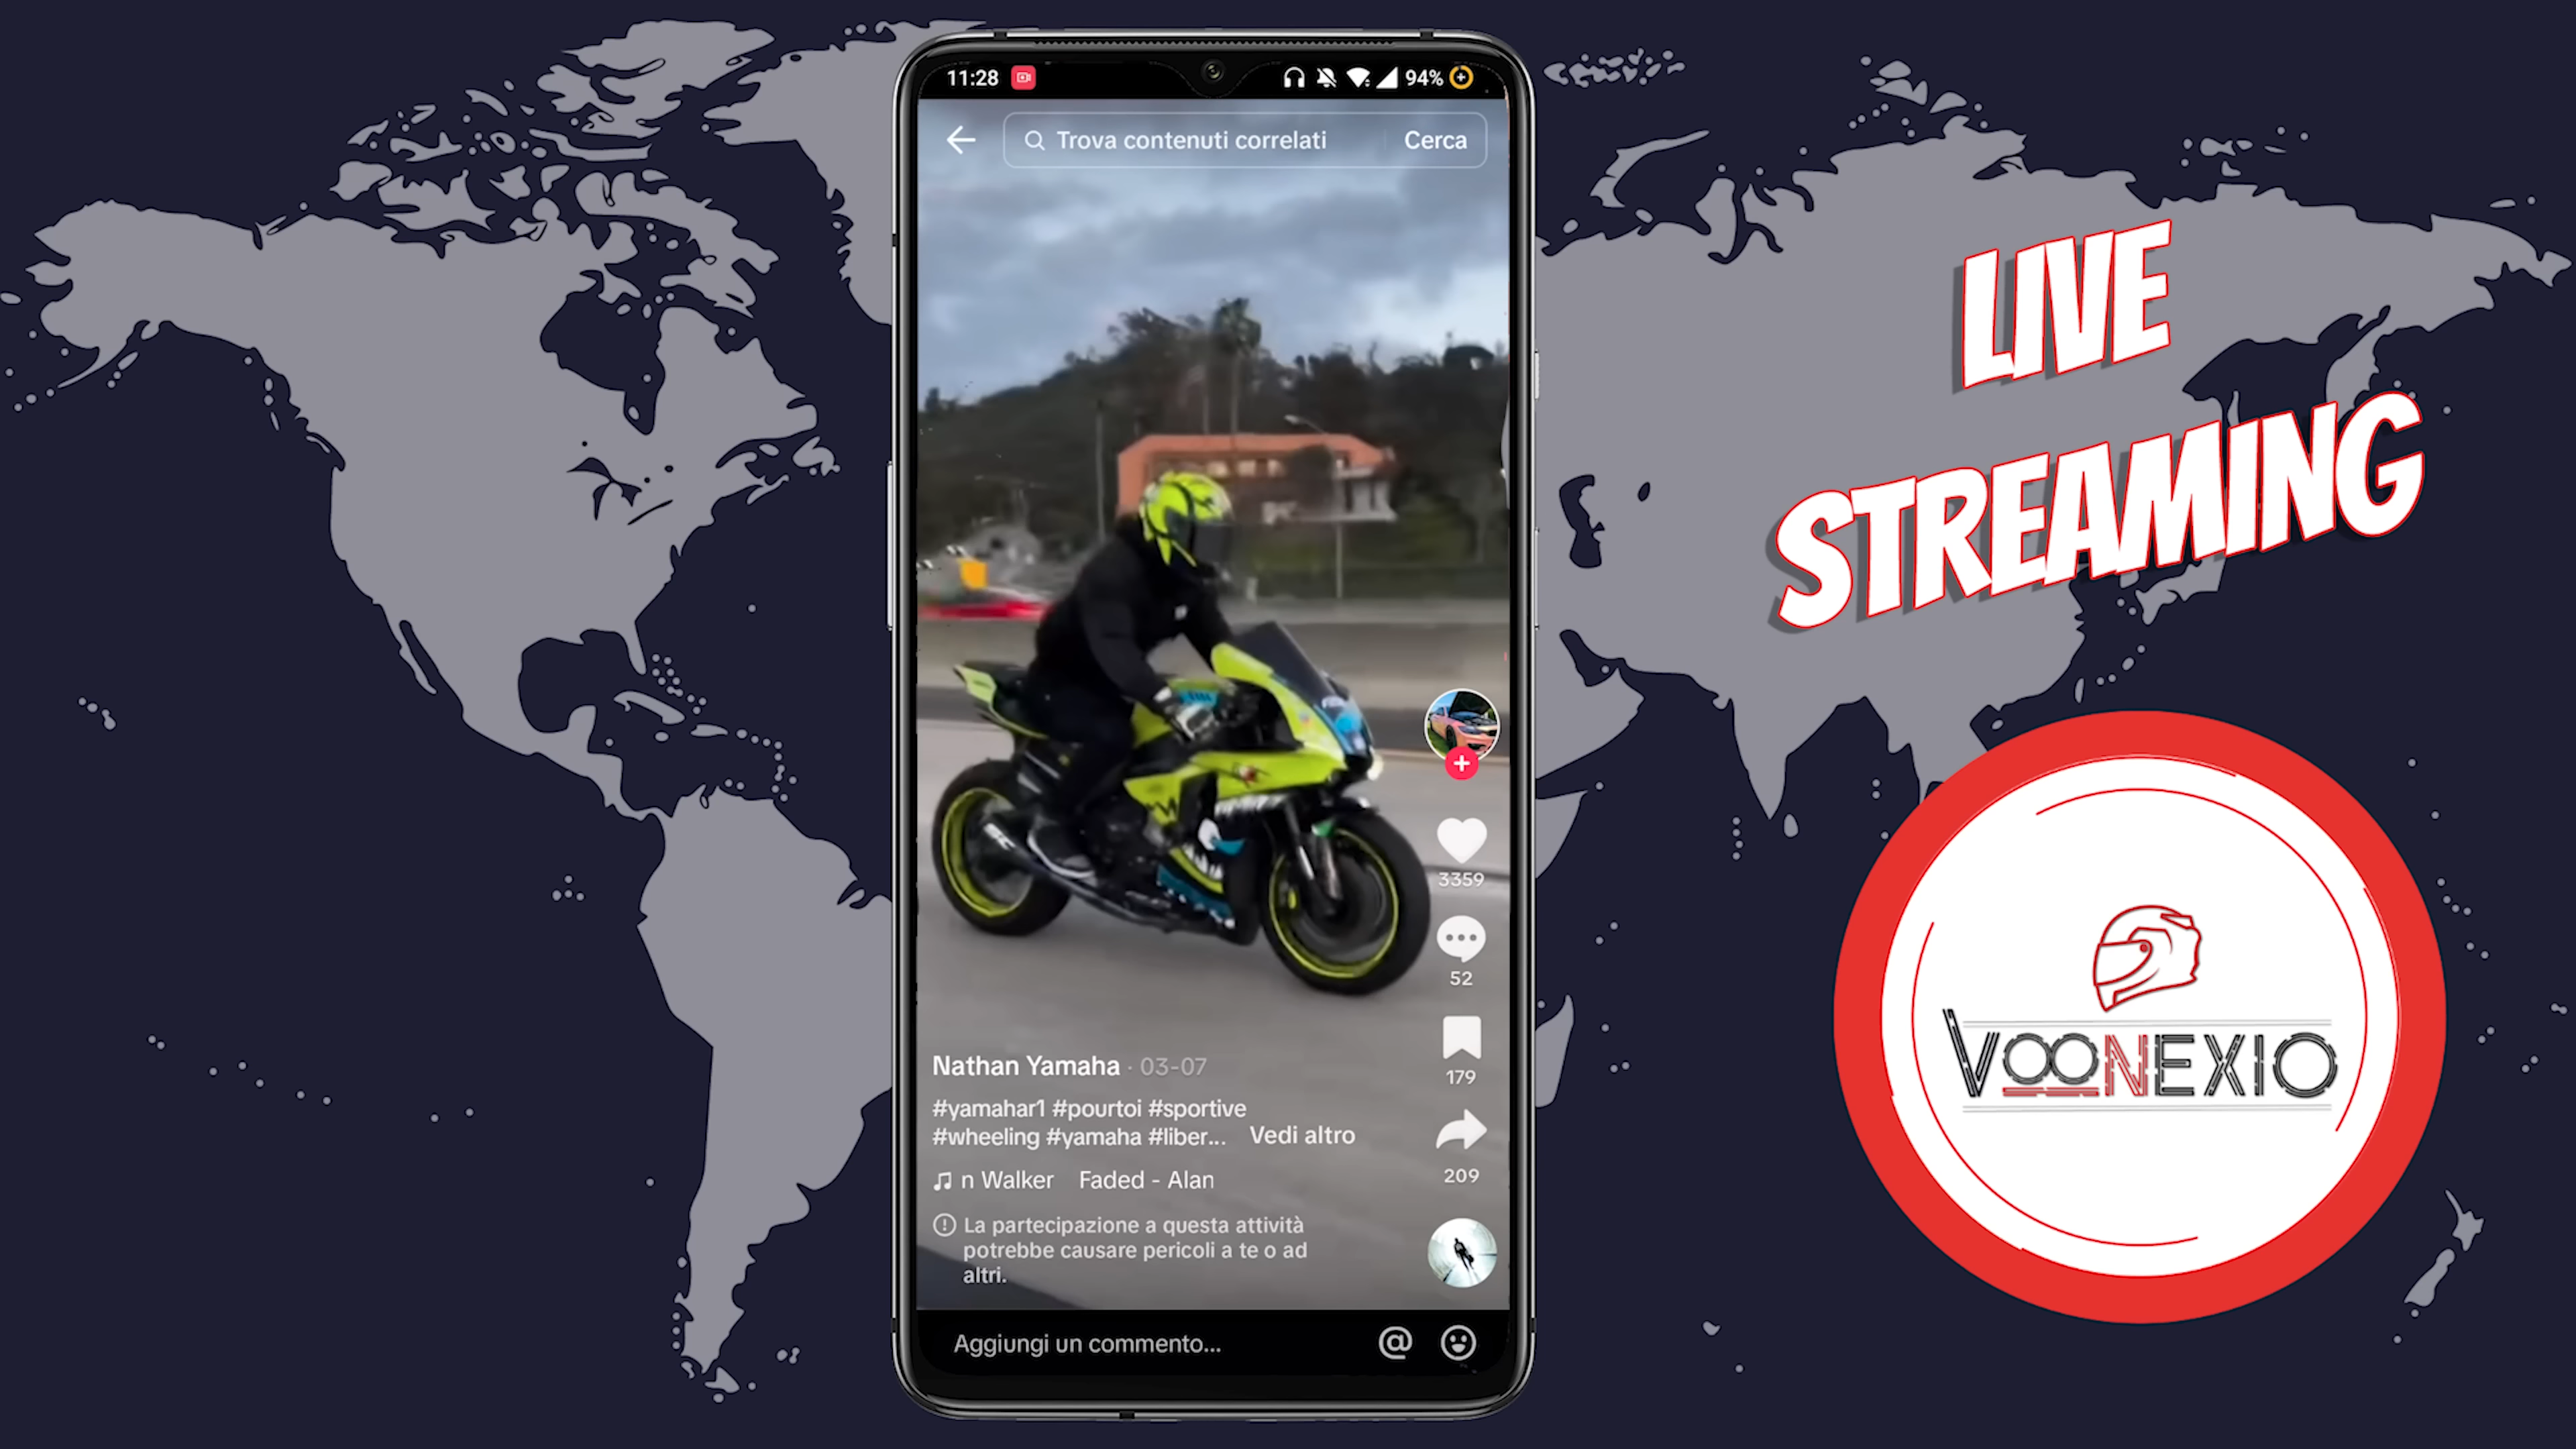 11:28
94%
Trova contenuti correlati
Cerca
LIVE
STREAMING
3359
52
179
209
Nathan Yamaha · 03-07
#yamahar1 #pourtoi #sportive
#wheeling #yamaha #liber... Vedi altro
n Walker Faded - Alan
La partecipazione a questa attività
potrebbe causare pericoli a te o ad
altri.
Aggiungi un commento...
VOONEXIO